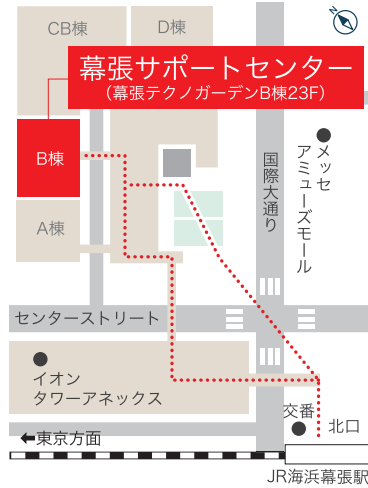 N
CB棟
D棟
幕張サポートセンター
（幕張テクノガーデンB棟23F）
B棟
A棟
国際大通り
メッセ
アミューズモール
センターストリート
イオン
タワーアネックス
交番
北口
東京方面
JR海浜幕張駅